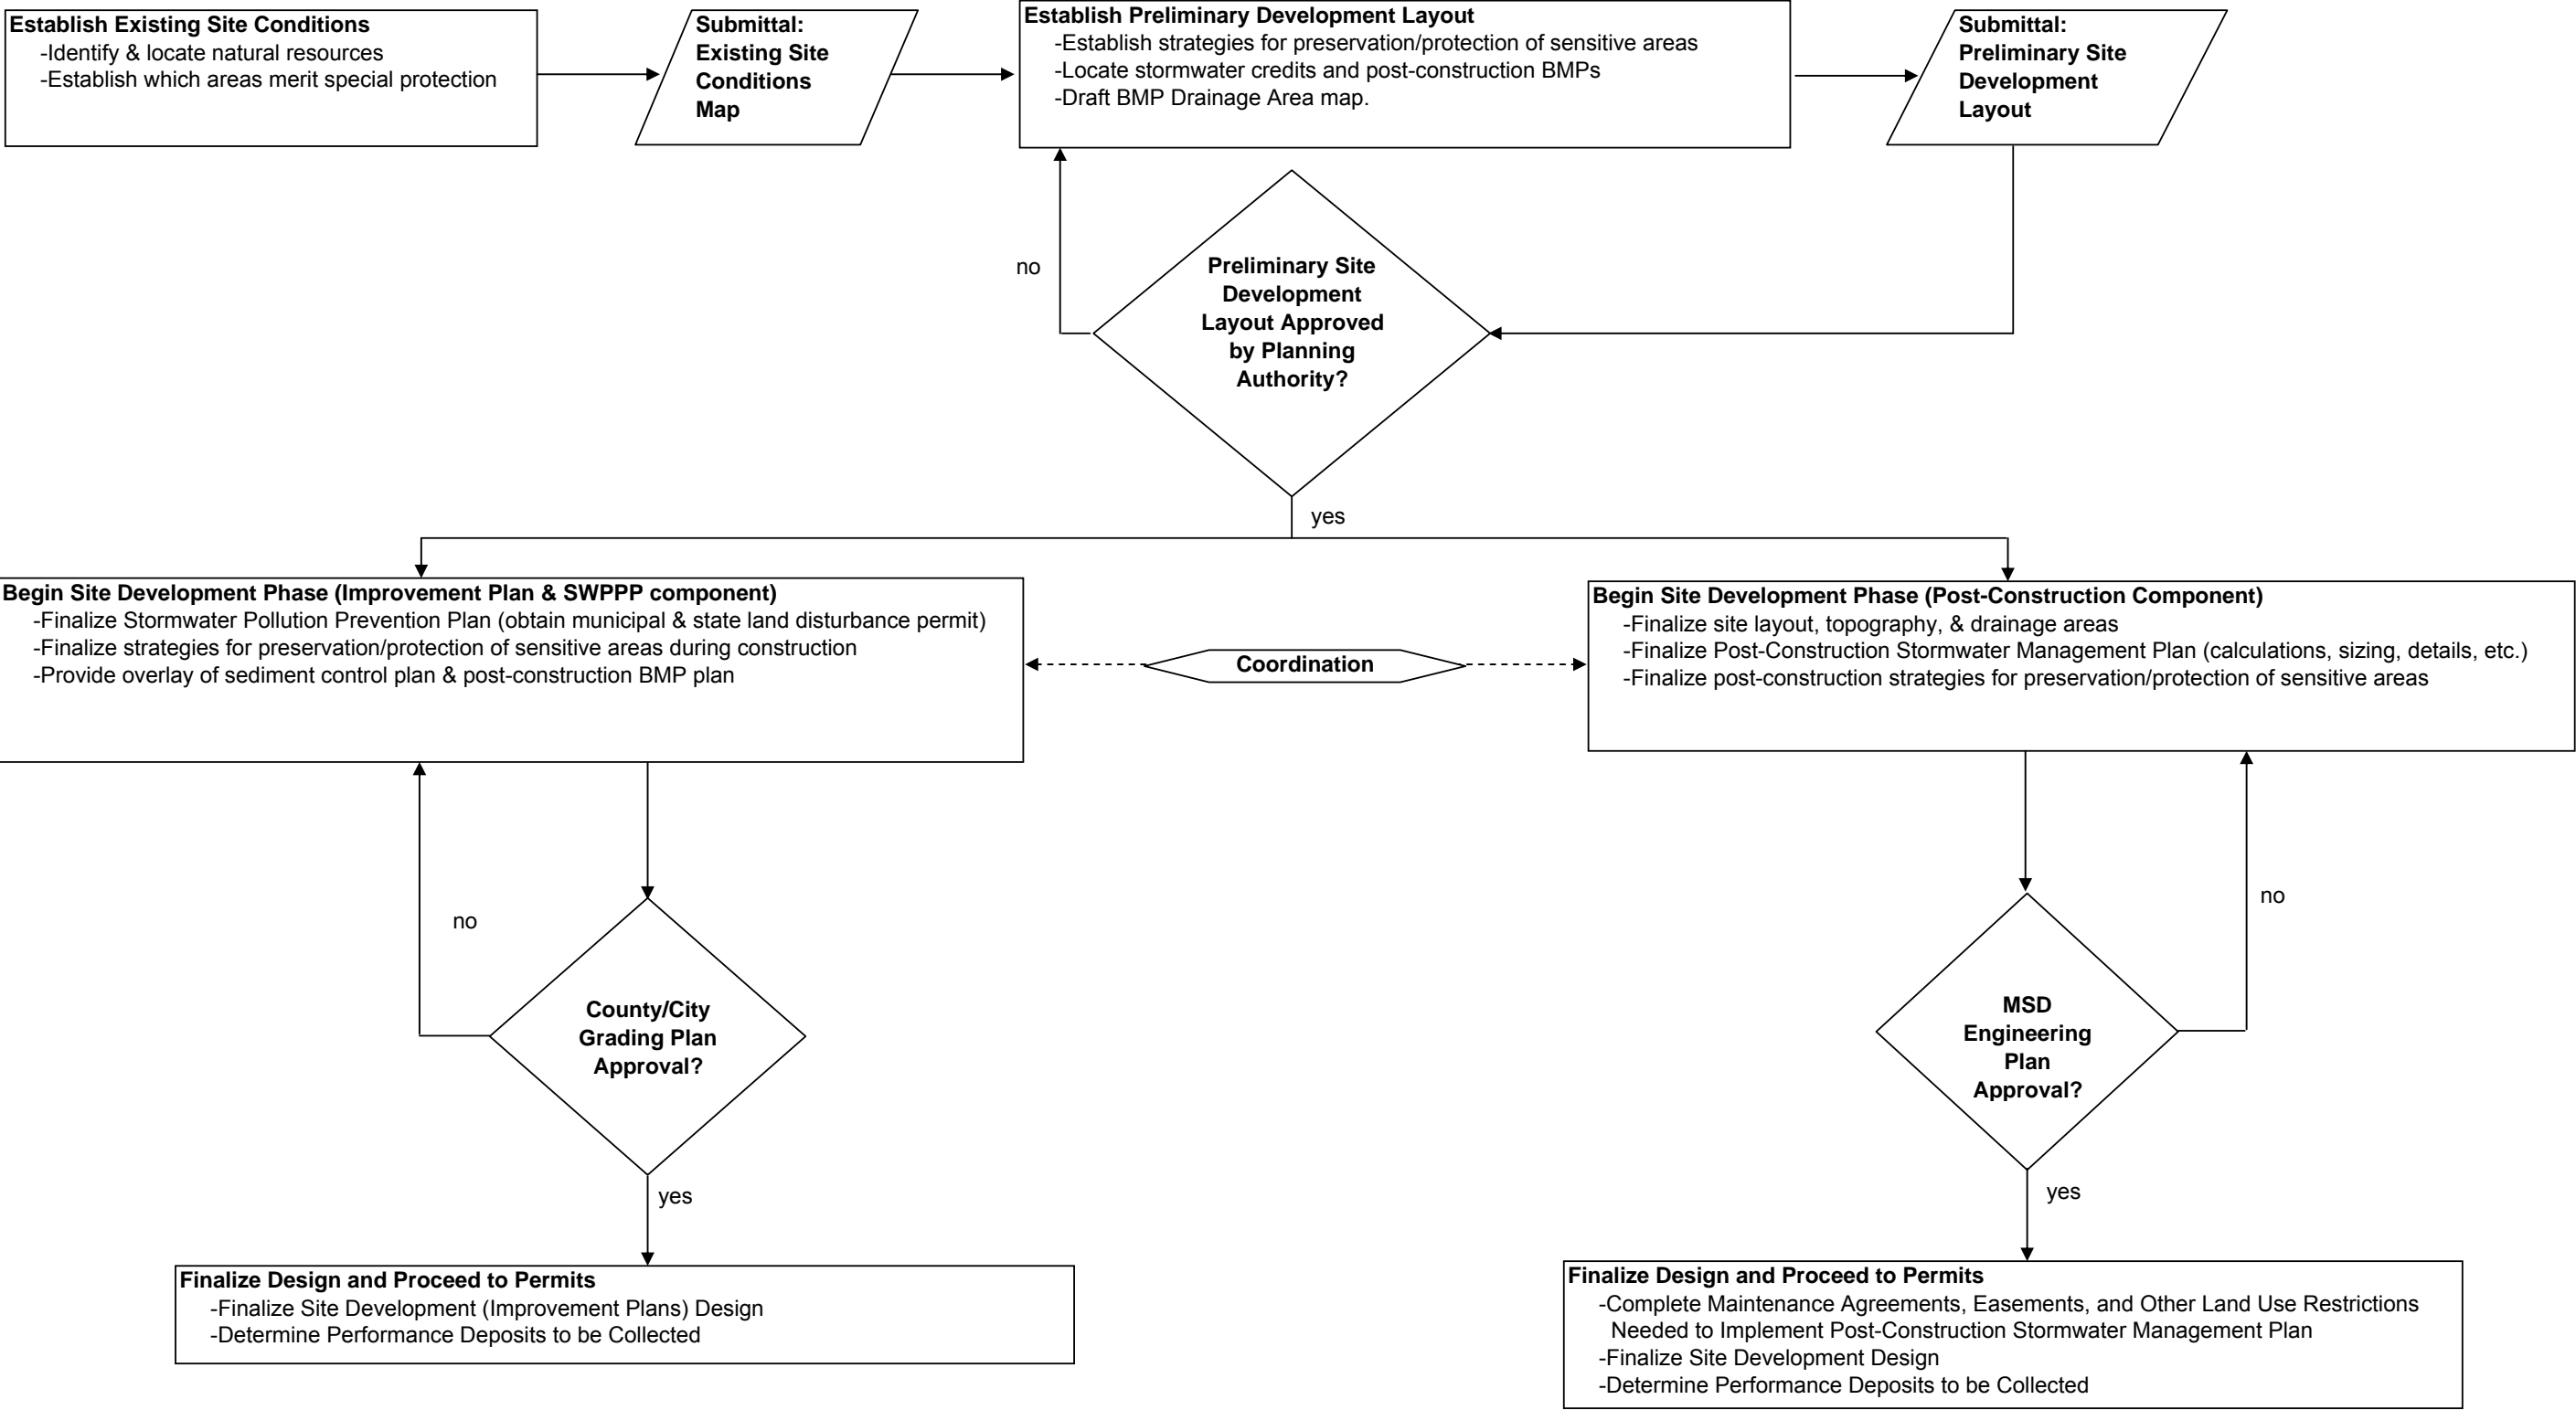 Establish Existing Site Conditions
-Identify & locate natural resources
-Establish which areas merit special protection
Submittal:
Existing Site
Conditions
Map
Establish Preliminary Development Layout
-Establish strategies for preservation/protection of sensitive areas
-Locate stormwater credits and post-construction BMPs
-Draft BMP Drainage Area map.
Submittal:
Preliminary Site
Development
Layout
no
Preliminary Site
Development
Layout Approved
by Planning
Authority?
yes
Begin Site Development Phase (Improvement Plan & SWPPP component)
-Finalize Stormwater Pollution Prevention Plan (obtain municipal & state land disturbance permit)
-Finalize strategies for preservation/protection of sensitive areas during construction
-Provide overlay of sediment control plan & post-construction BMP plan
Coordination
Begin Site Development Phase (Post-Construction Component)
-Finalize site layout, topography, & drainage areas
-Finalize Post-Construction Stormwater Management Plan (calculations, sizing, details, etc.)
-Finalize post-construction strategies for preservation/protection of sensitive areas
no
County/City
Grading Plan
Approval?
yes
no
MSD
Engineering
Plan
Approval?
yes
Finalize Design and Proceed to Permits
-Finalize Site Development (Improvement Plans) Design
-Determine Performance Deposits to be Collected
Finalize Design and Proceed to Permits
-Complete Maintenance Agreements, Easements, and Other Land Use Restrictions
Needed to Implement Post-Construction Stormwater Management Plan
-Finalize Site Development Design
-Determine Performance Deposits to be Collected